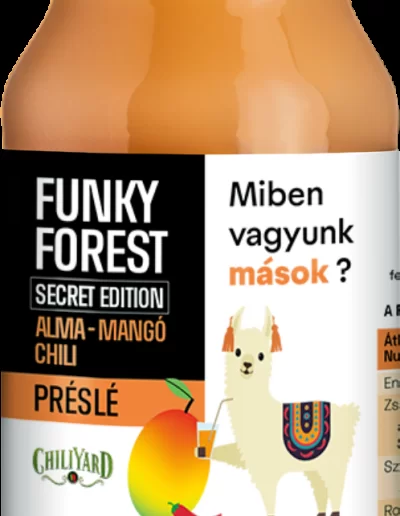 FUNKY
FOREST
SECRET EDITION
ALMA-MANGÓ
CHILI
PRÉSLÉ
CHILIYARD
Miben
vagyunk
mások?